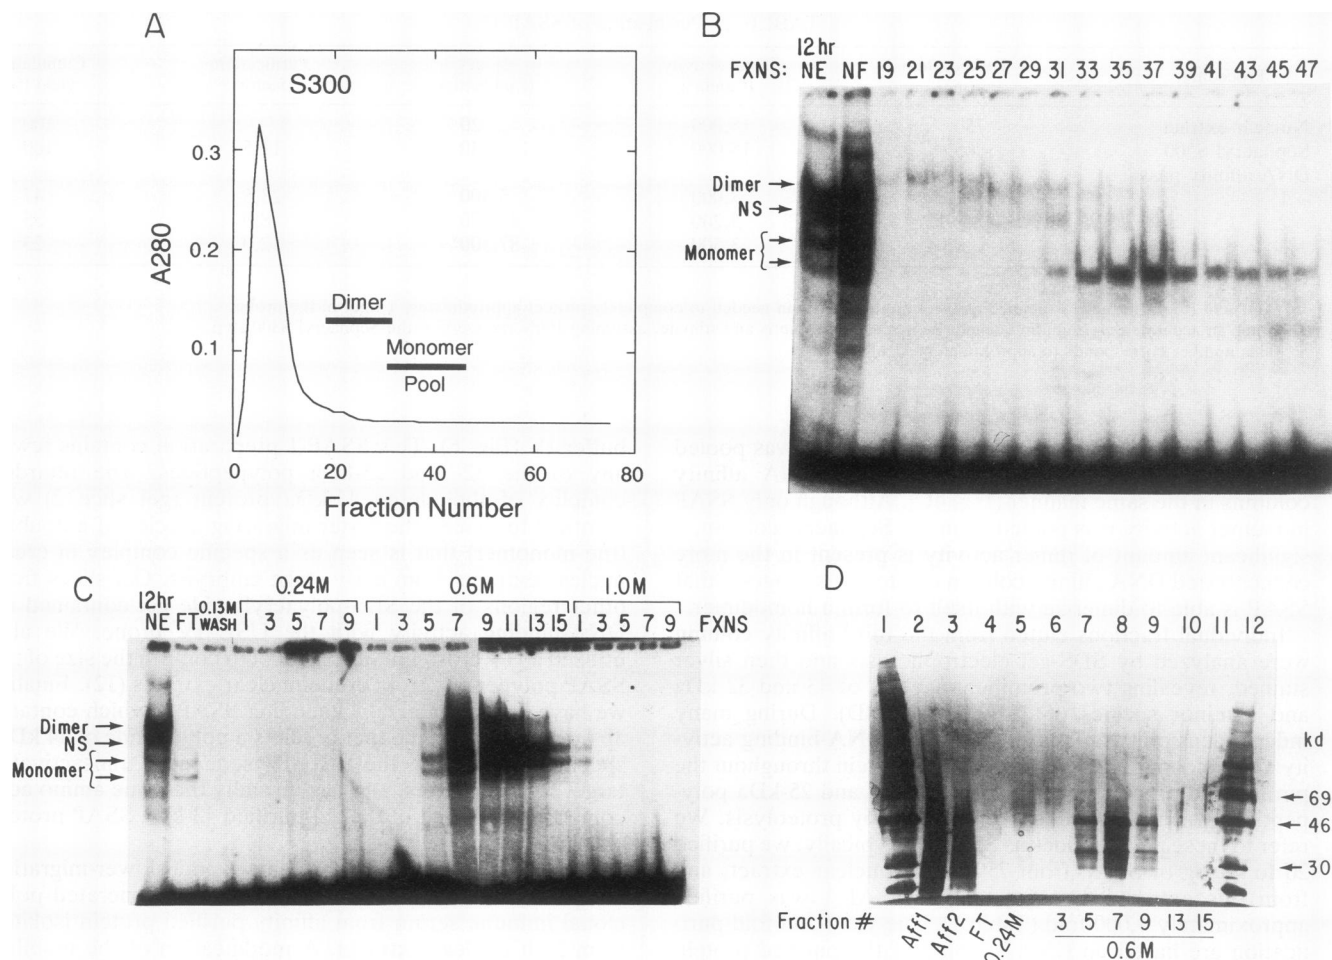 A
S300
0.3
0.2
0.1
A280
Dimer
Monomer
Pool
0 20 40 60 80
Fraction Number
B
12hr
FXNS: NE NF 19 21 23 25 27 29 31 33 35 37 39 41 43 45 47
Dimer
NS
Monomer
C
0.24M 0.6M 1.0M
12hr 0.13M
NE FT WASH 1 3 5 7 9 1 3 5 7 9 11 13 15 1 3 5 7 9 FXNS
Dimer
NS
Monomer
D
1 2 3 4 5 6 7 8 9 10 11 12
kd
69
46
30
Fraction # Aff1 Aff2 FT 0.24M 3 5 7 9 13 15
0.6M